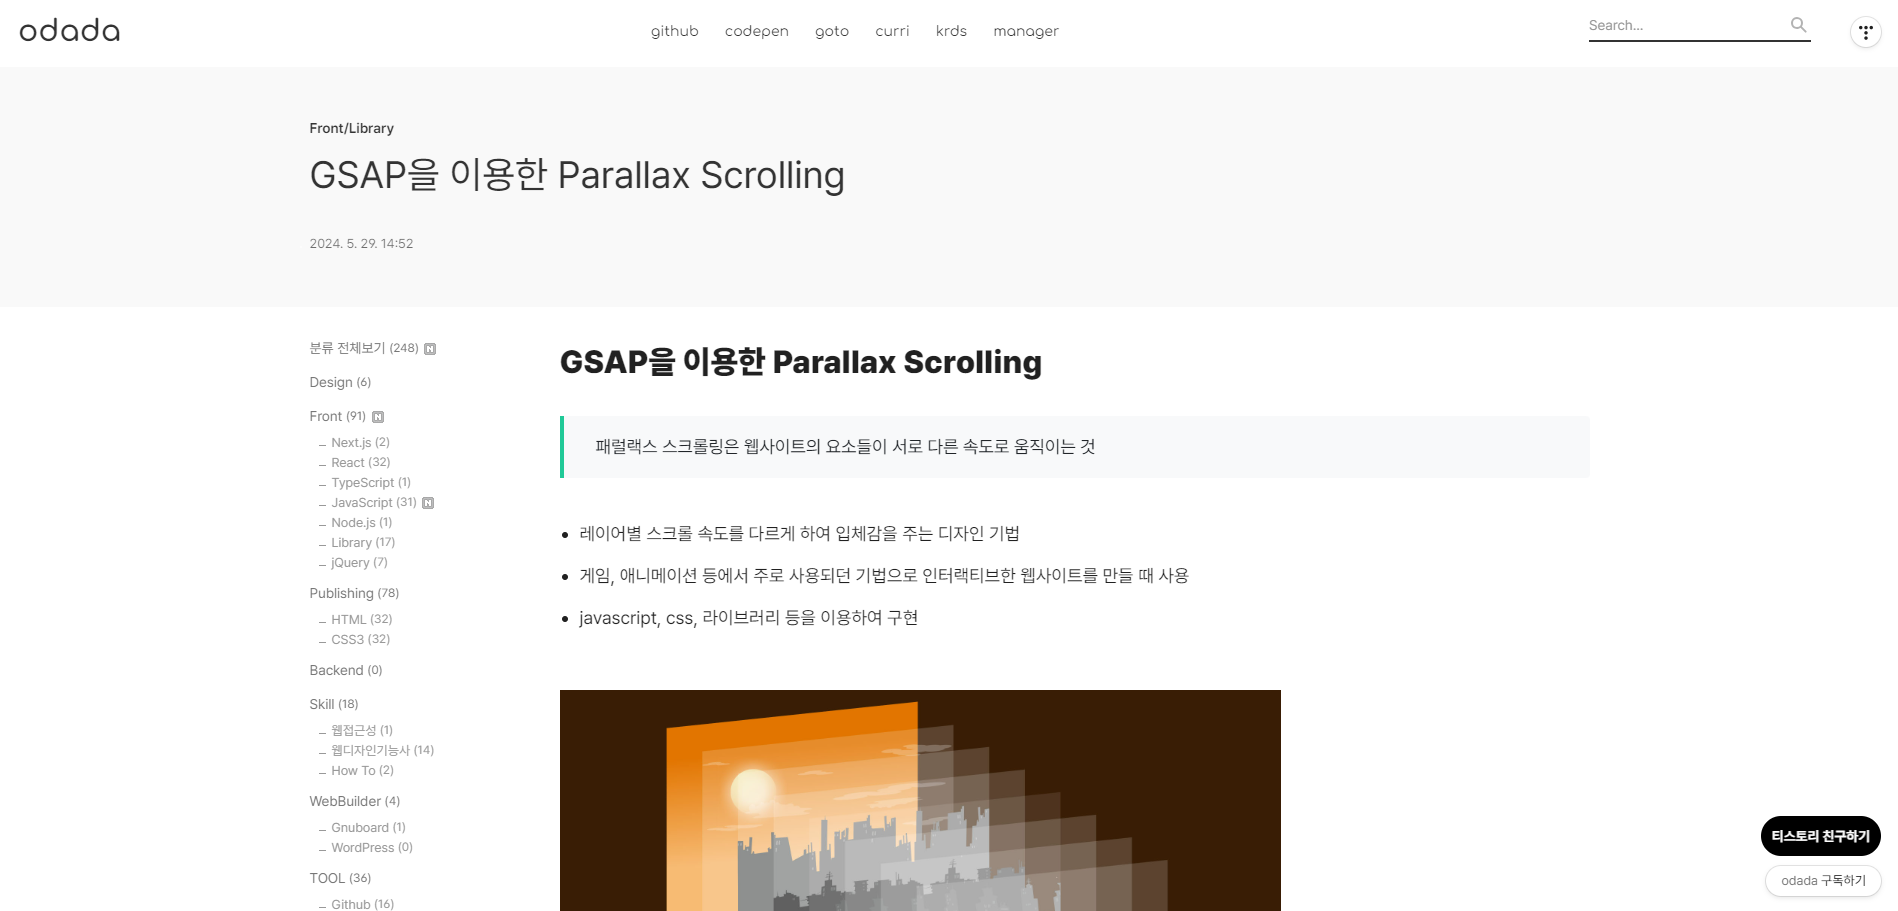 odada
github codepen goto curri krds manager
Search...
Front/Library
GSAP을 이용한 Parallax Scrolling
2024. 5. 29. 14:52
분류 전체보기 (248) N
Design (6)
Front (91) N
Next.js (2)
React (32)
TypeScript (1)
JavaScript (31) N
Node.js (1)
Library (17)
jQuery (7)
Publishing (78)
HTML (32)
CSS3 (32)
Backend (0)
Skill (18)
웹접근성 (1)
웹디자인기능사 (14)
How To (2)
WebBuilder (4)
Gnuboard (1)
WordPress (0)
TOOL (36)
Github (16)
GSAP을 이용한 Parallax Scrolling
패럴랙스 스크롤링은 웹사이트의 요소들이 서로 다른 속도로 움직이는 것
레이어별 스크롤 속도를 다르게 하여 입체감을 주는 디자인 기법
게임, 애니메이션 등에서 주로 사용되던 기법으로 인터랙티브한 웹사이트를 만들 때 사용
javascript, css, 라이브러리 등을 이용하여 구현
티스토리 친구하기
odada 구독하기